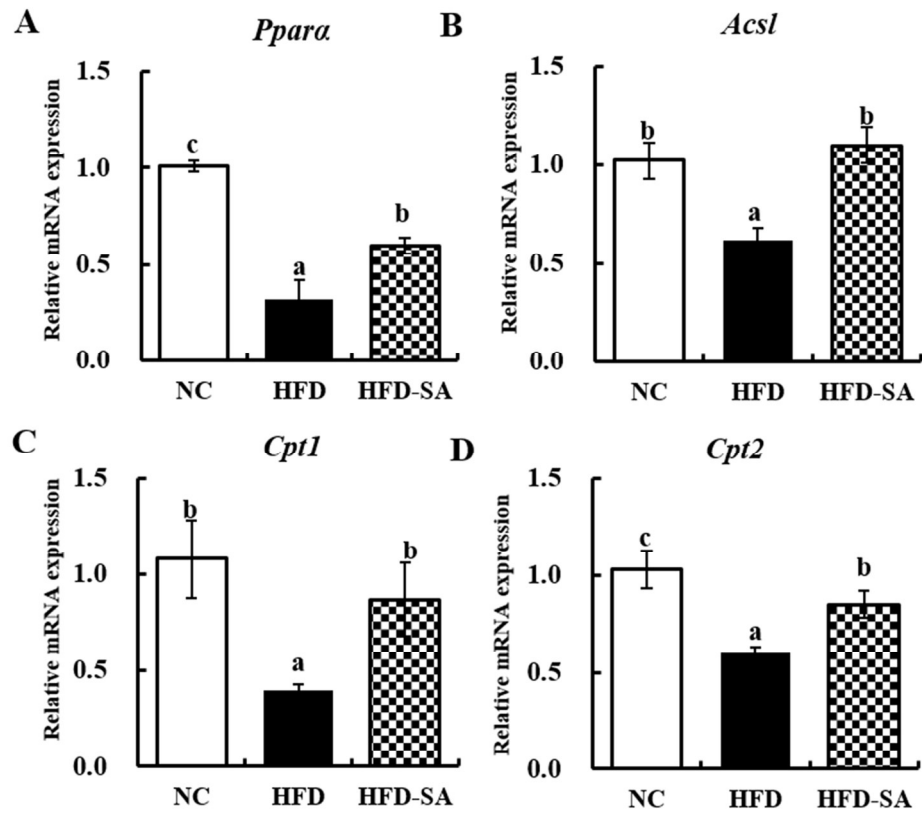 A
Pparα
Relative mRNA expression
1.5
1.0
0.5
0.0
c
a
b
NC
HFD
HFD-SA
B
Acsl
Relative mRNA expression
1.5
1.0
0.5
0.0
b
a
b
NC
HFD
HFD-SA
C
Cpt1
Relative mRNA expression
1.5
1.0
0.5
0.0
b
a
b
NC
HFD
HFD-SA
D
Cpt2
Relative mRNA expression
1.5
1.0
0.5
0.0
c
a
b
NC
HFD
HFD-SA